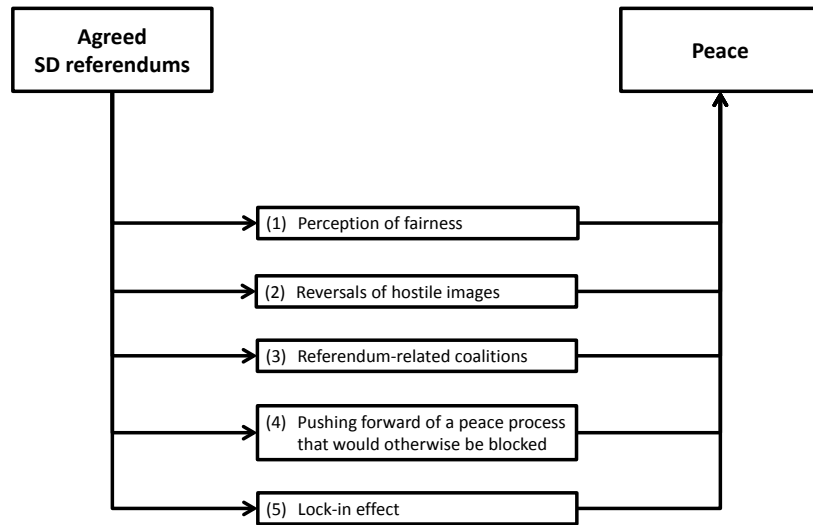 Agreed
SD referendums
Peace
(1) Perception of fairness
(2) Reversals of hostile images
(3) Referendum-related coalitions
(4) Pushing forward of a peace process
that would otherwise be blocked
(5) Lock-in effect